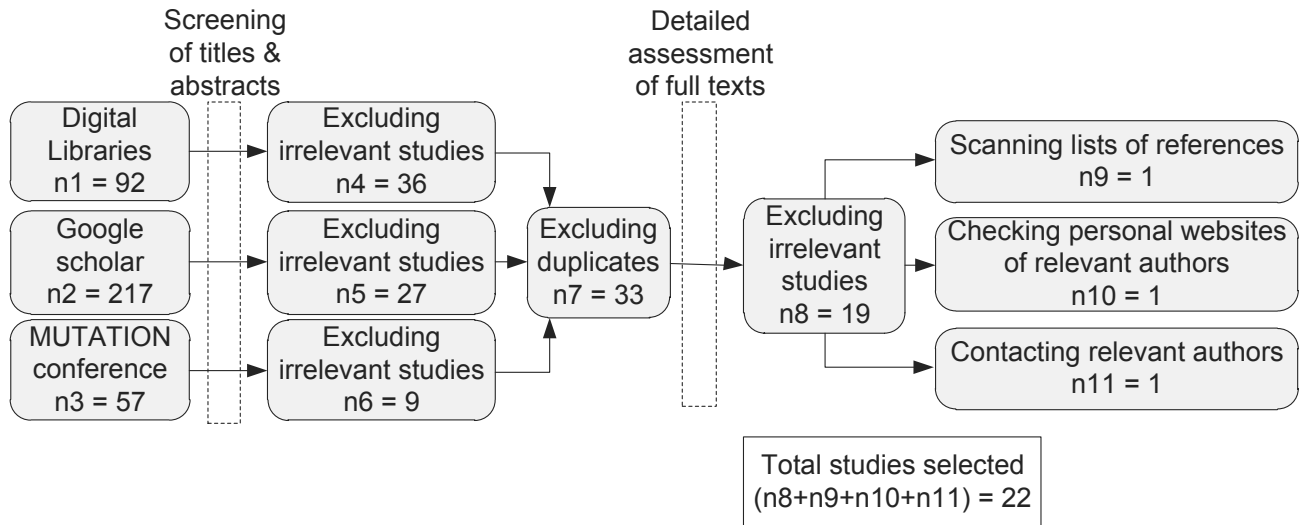 Screening
of titles &
abstracts
Detailed
assessment
of full texts
Digital
Libraries
n1 = 92
Google
scholar
n2 = 217
MUTATION
conference
n3 = 57
Excluding
irrelevant studies
n4 = 36
Excluding
irrelevant studies
n5 = 27
Excluding
irrelevant studies
n6 = 9
Excluding
duplicates
n7 = 33
Excluding
irrelevant
studies
n8 = 19
Scanning lists of references
n9 = 1
Checking personal websites
of relevant authors
n10 = 1
Contacting relevant authors
n11 = 1
Total studies selected
(n8+n9+n10+n11) = 22